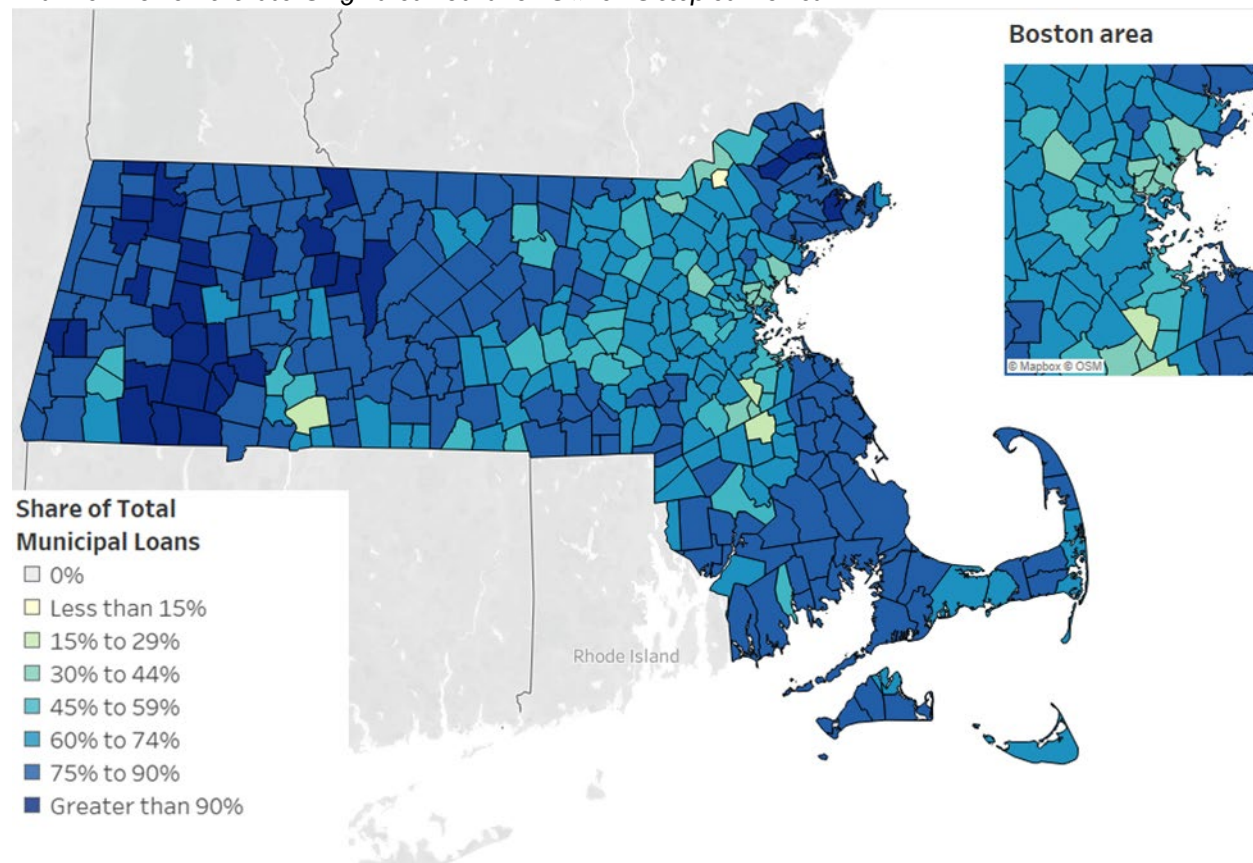 Boston area
© Mapbox © OSM
Rhode Island
Share of Total
Municipal Loans
0%
Less than 15%
15% to 29%
30% to 44%
45% to 59%
60% to 74%
75% to 90%
Greater than 90%